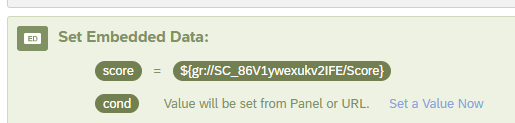 ED Set Embedded Data:
score = ${gr://SC_86V1ywexukv2IFE/Score}
cond Value will be set from Panel or URL. Set a Value Now